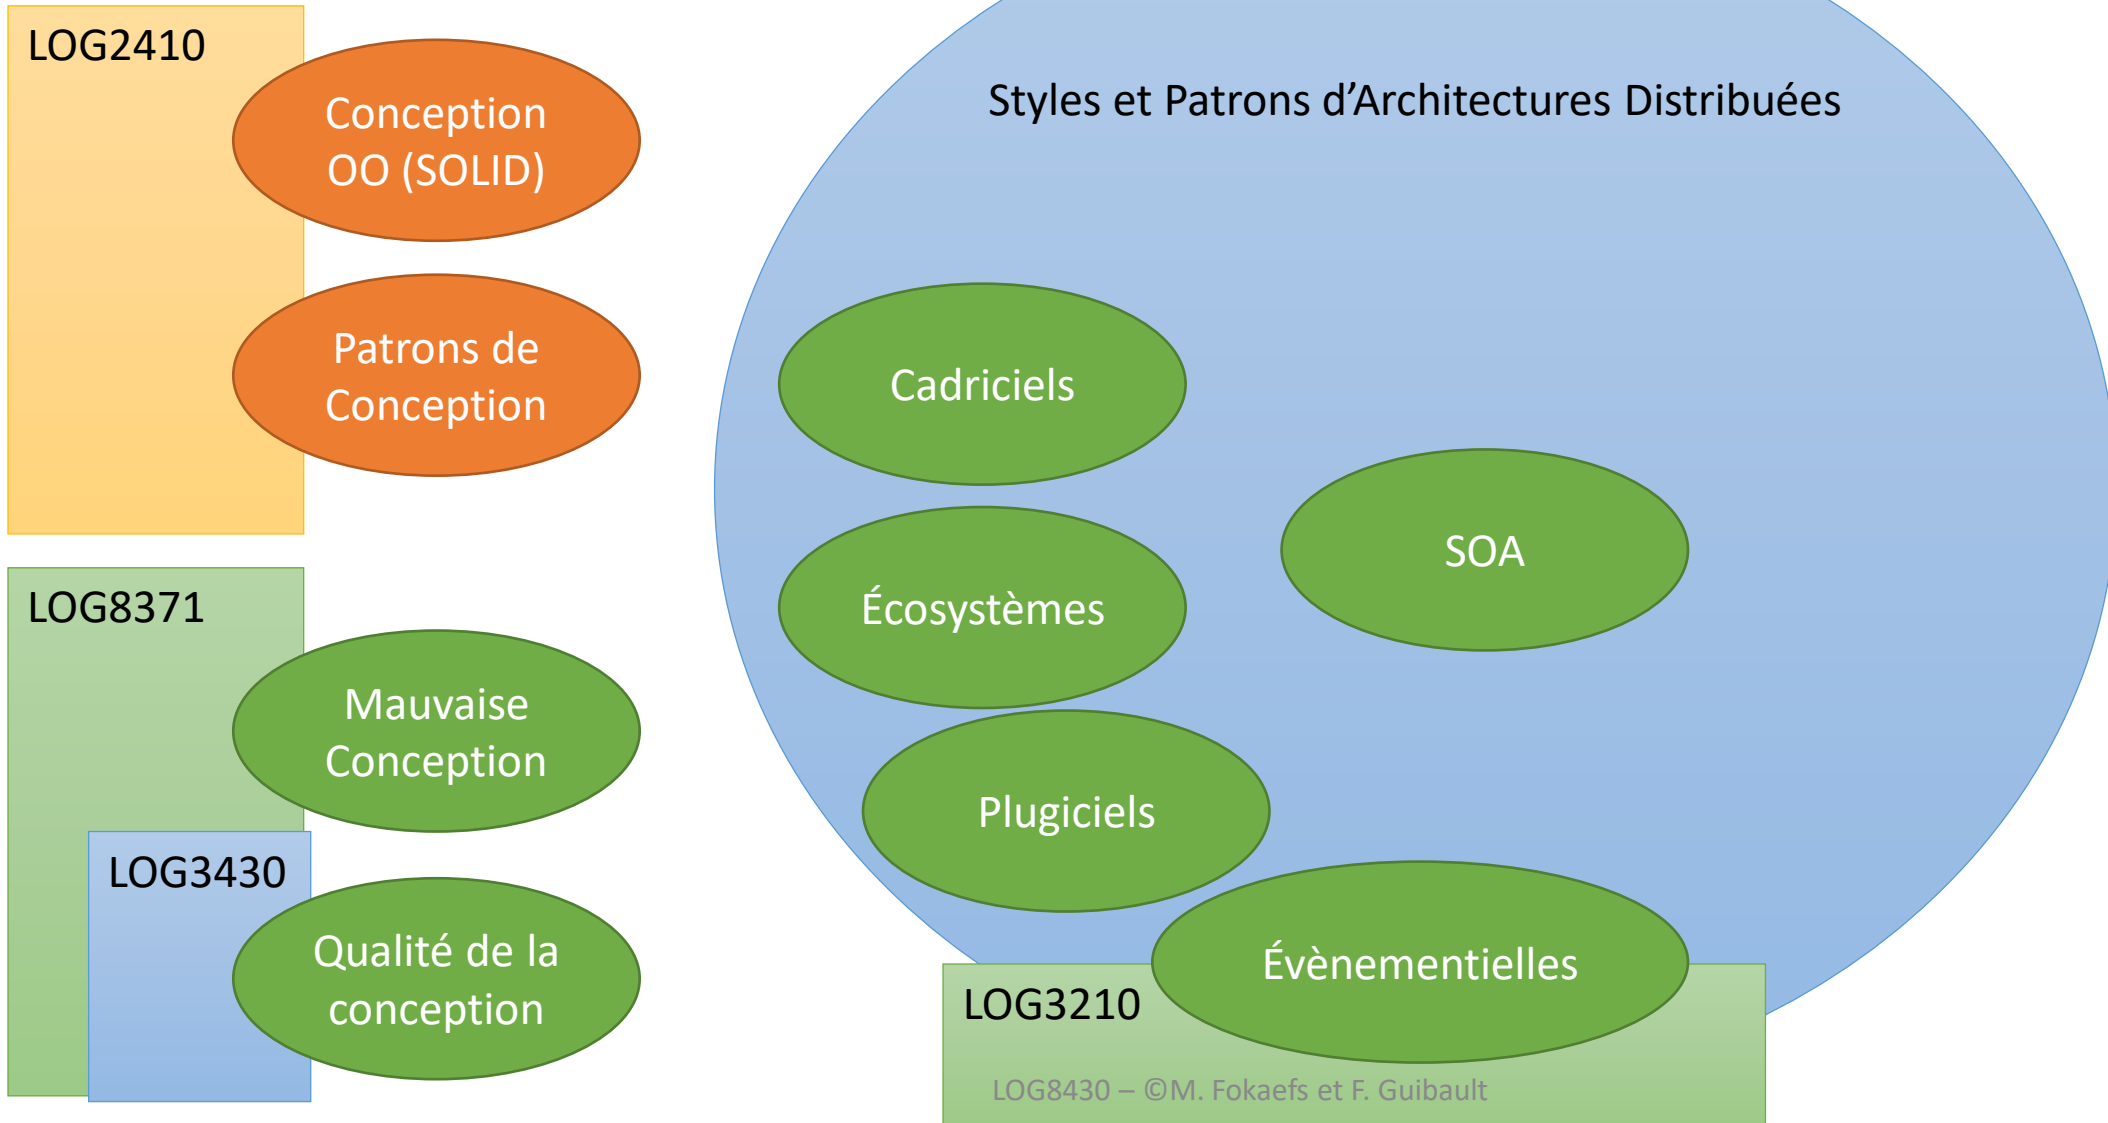 LOG2410
Conception
OO (SOLID)
Patrons de
Conception
LOG8371
Mauvaise
Conception
LOG3430
Qualité de la
conception
Styles et Patrons d’Architectures Distribuées
Cadriciels
SOA
Écosystèmes
Plugiciels
Évènementielles
LOG3210
LOG8430 – ©M. Fokaefs et F. Guibault